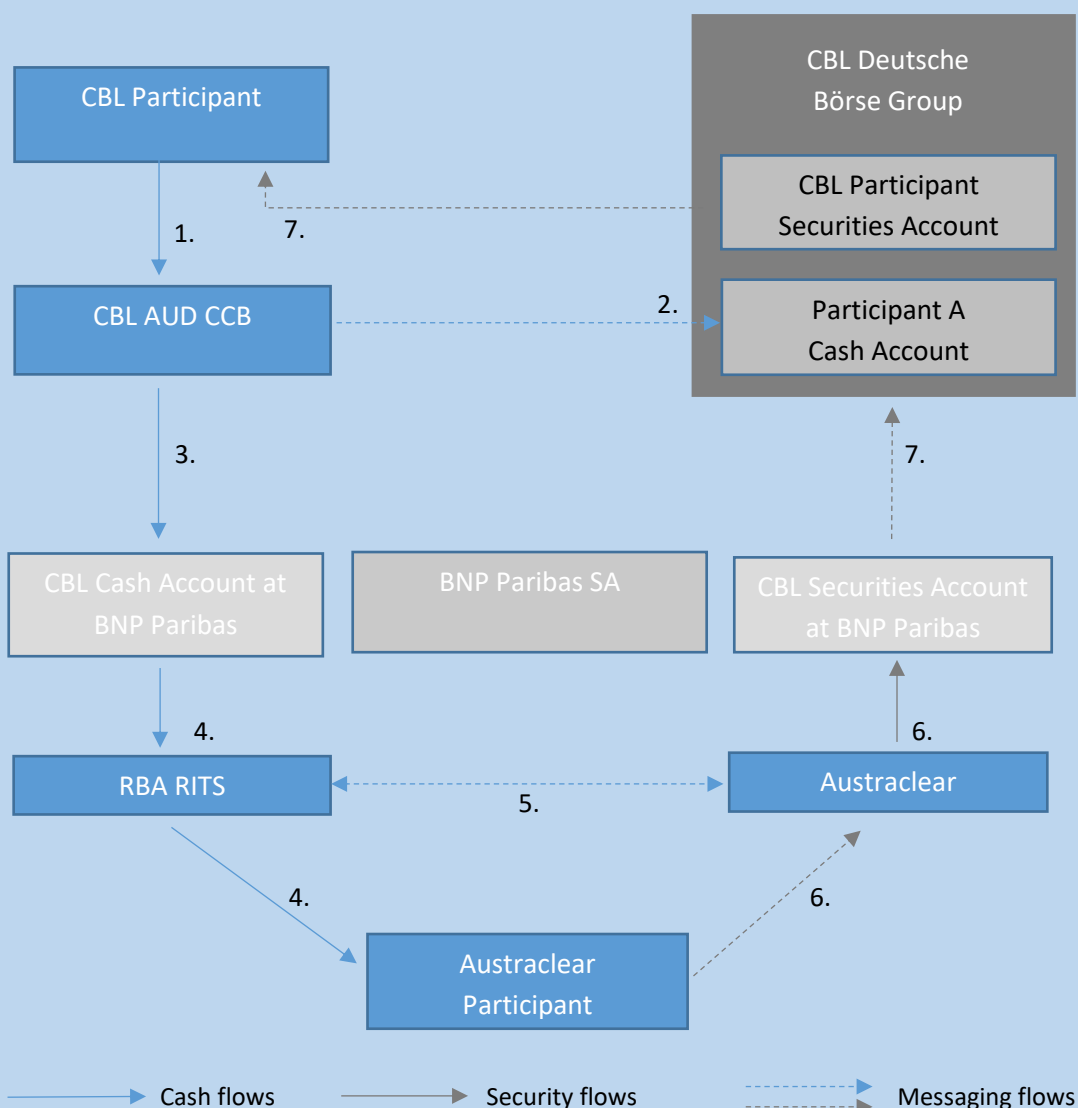 CBL Deutsche
Börse Group
CBL Participant
CBL Participant
Securities Account
1.
7.
CBL AUD CCB
2.
Participant A
Cash Account
3.
7.
CBL Cash Account at
BNP Paribas
BNP Paribas SA
CBL Securities Account
at BNP Paribas
4.
6.
RBA RITS
5.
Austraclear
4.
6.
Austraclear
Participant
Cash flows
Security flows
Messaging flows